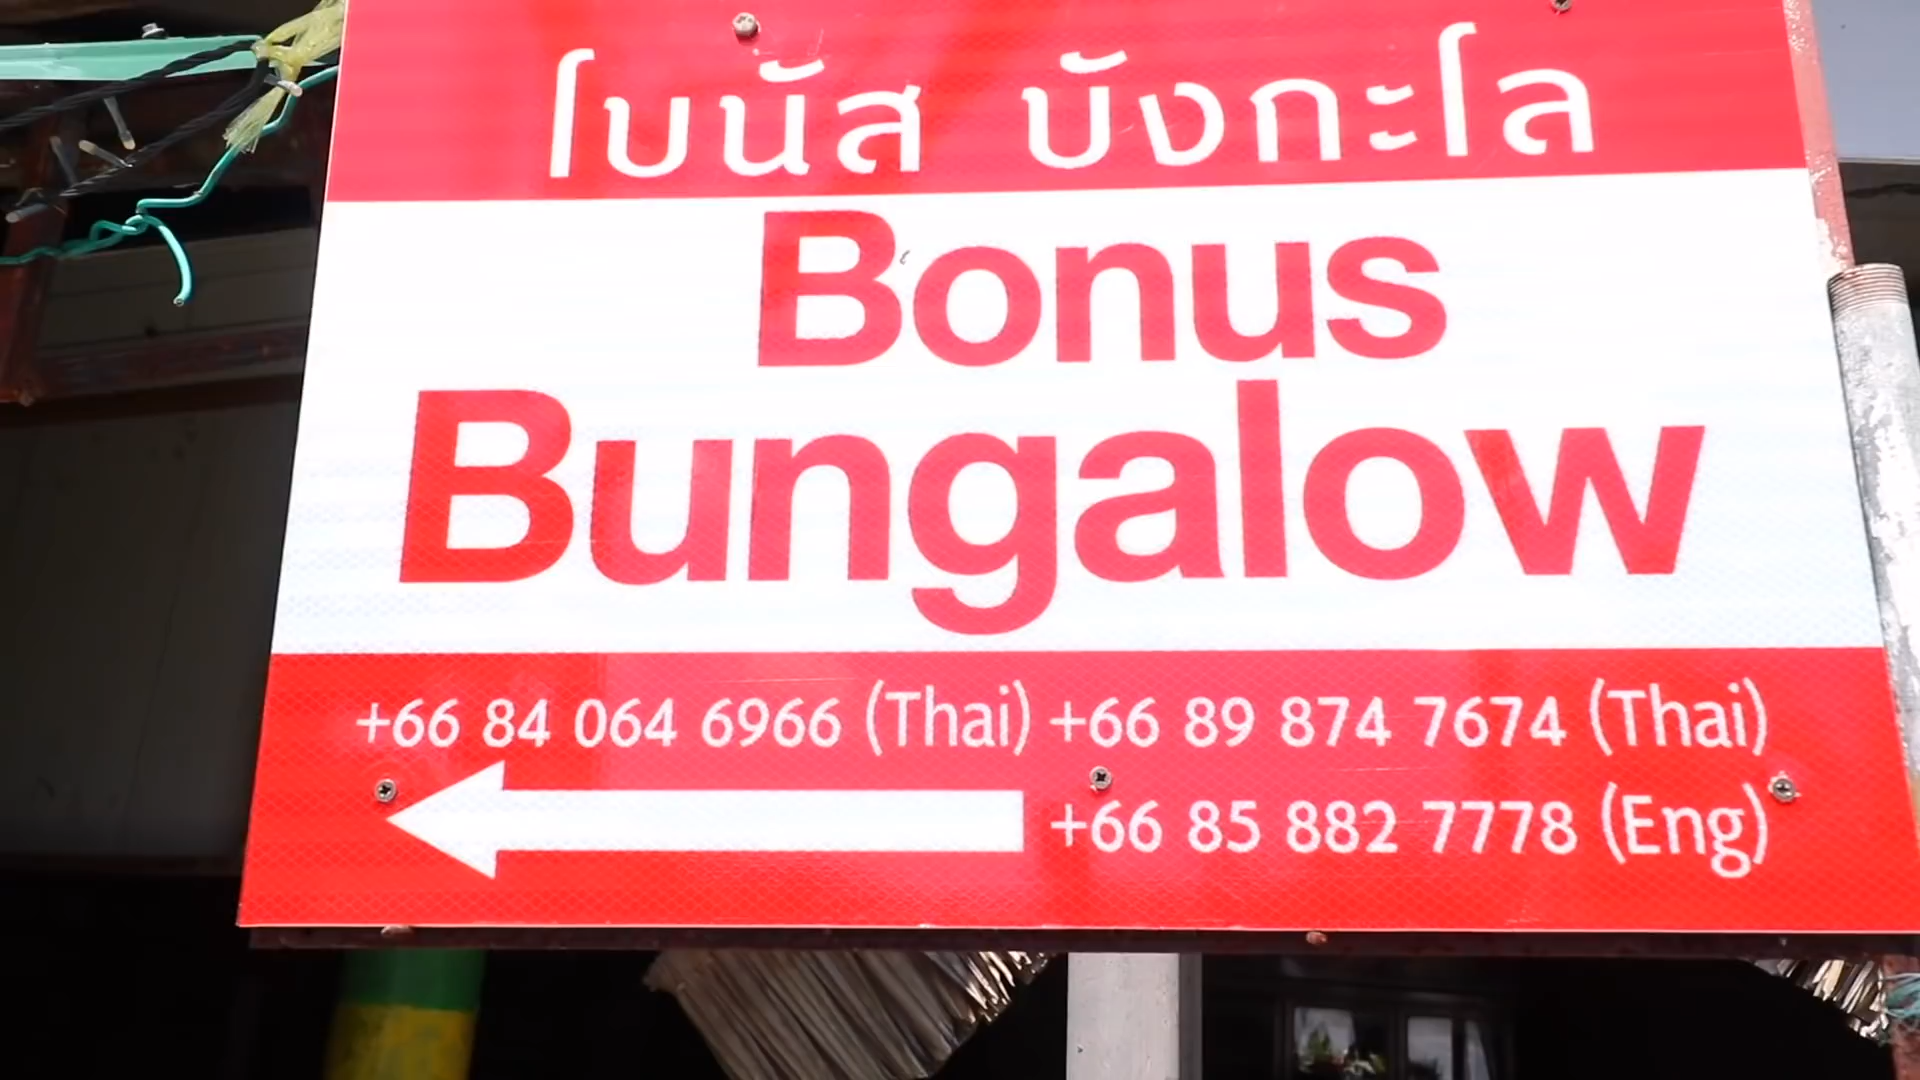 โบนัส บังกะโล
Bonus
Bungalow
+66 84 064 6966 (Thai) +66 89 874 7674 (Thai)
+66 85 882 7778 (Eng)